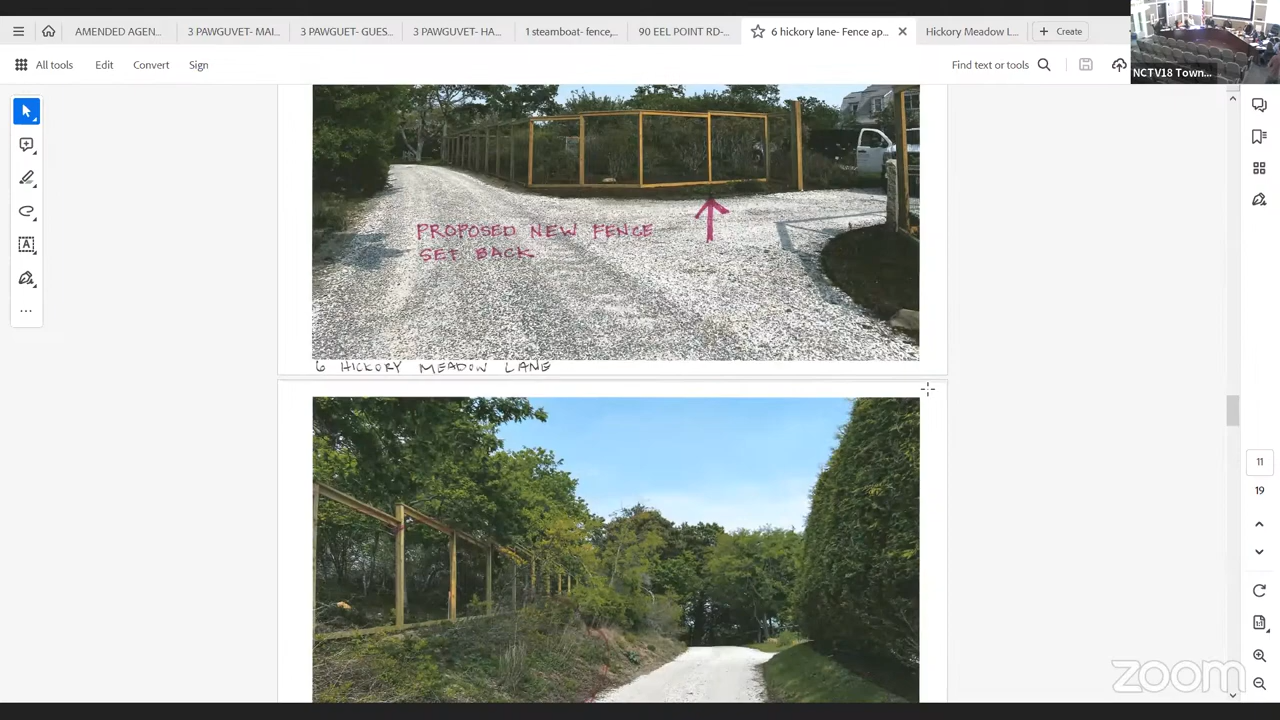 AMENDED AGEN...
3 PAWGUVET- MAI...
3 PAWGUET- GUES...
3 PAWGUVET- HA...
1 steamboat- fence,...
90 EEL POINT RD-...
6 hickory lane- Fence ap...
Hickory Meadow L...
Create
NCTV18 Town...
All tools
Edit
Convert
Sign
Find text or tools
PROPOSED NEW FENCE
SET BACK
6 HICKORY MEADOW LANE
11
19
zoom